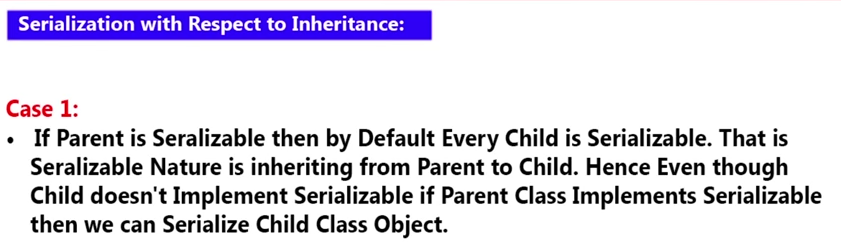 Serialization with Respect to Inheritance:
Case 1:
• If Parent is Seralizable then by Default Every Child is Serializable. That is
Seralizable Nature is inheriting from Parent to Child. Hence Even though
Child doesn't Implement Serializable if Parent Class Implements Serializable
then we can Serialize Child Class Object.